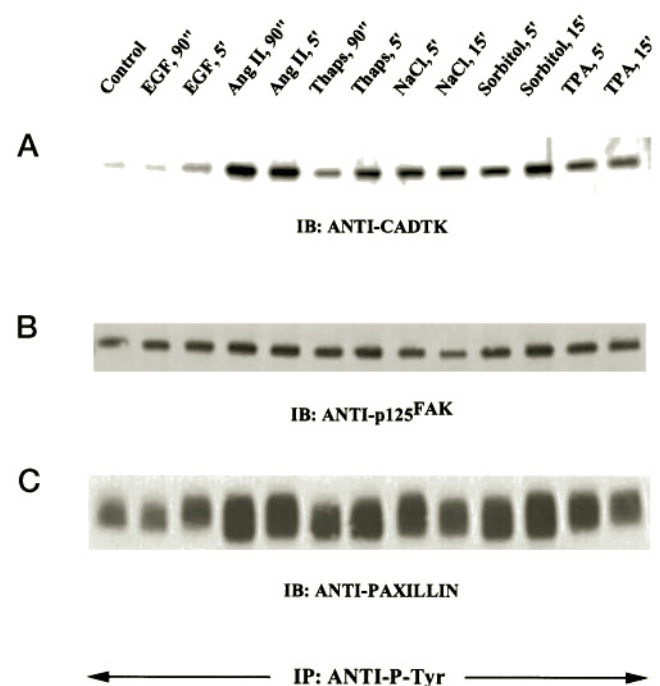 Control
EGF, 90"
EGF, 5'
Ang II, 90"
Ang II, 5'
Thaps, 90"
Thaps, 5'
NaCl, 5'
NaCl, 15'
Sorbitol, 5'
Sorbitol, 15'
TPA, 5'
TPA, 15'
A
IB: ANTI-CADTK
B
IB: ANTI-p125FAK
C
IB: ANTI-PAXILLIN
IP: ANTI-P-Tyr